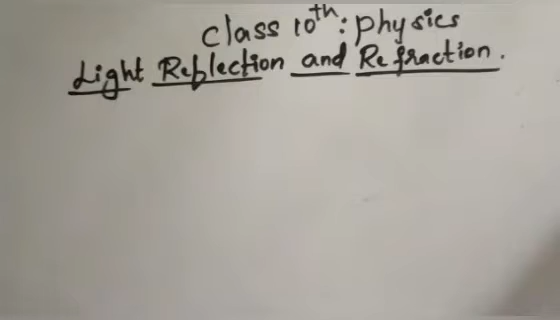 class 10th: physics
Light Reflection and Refraction.